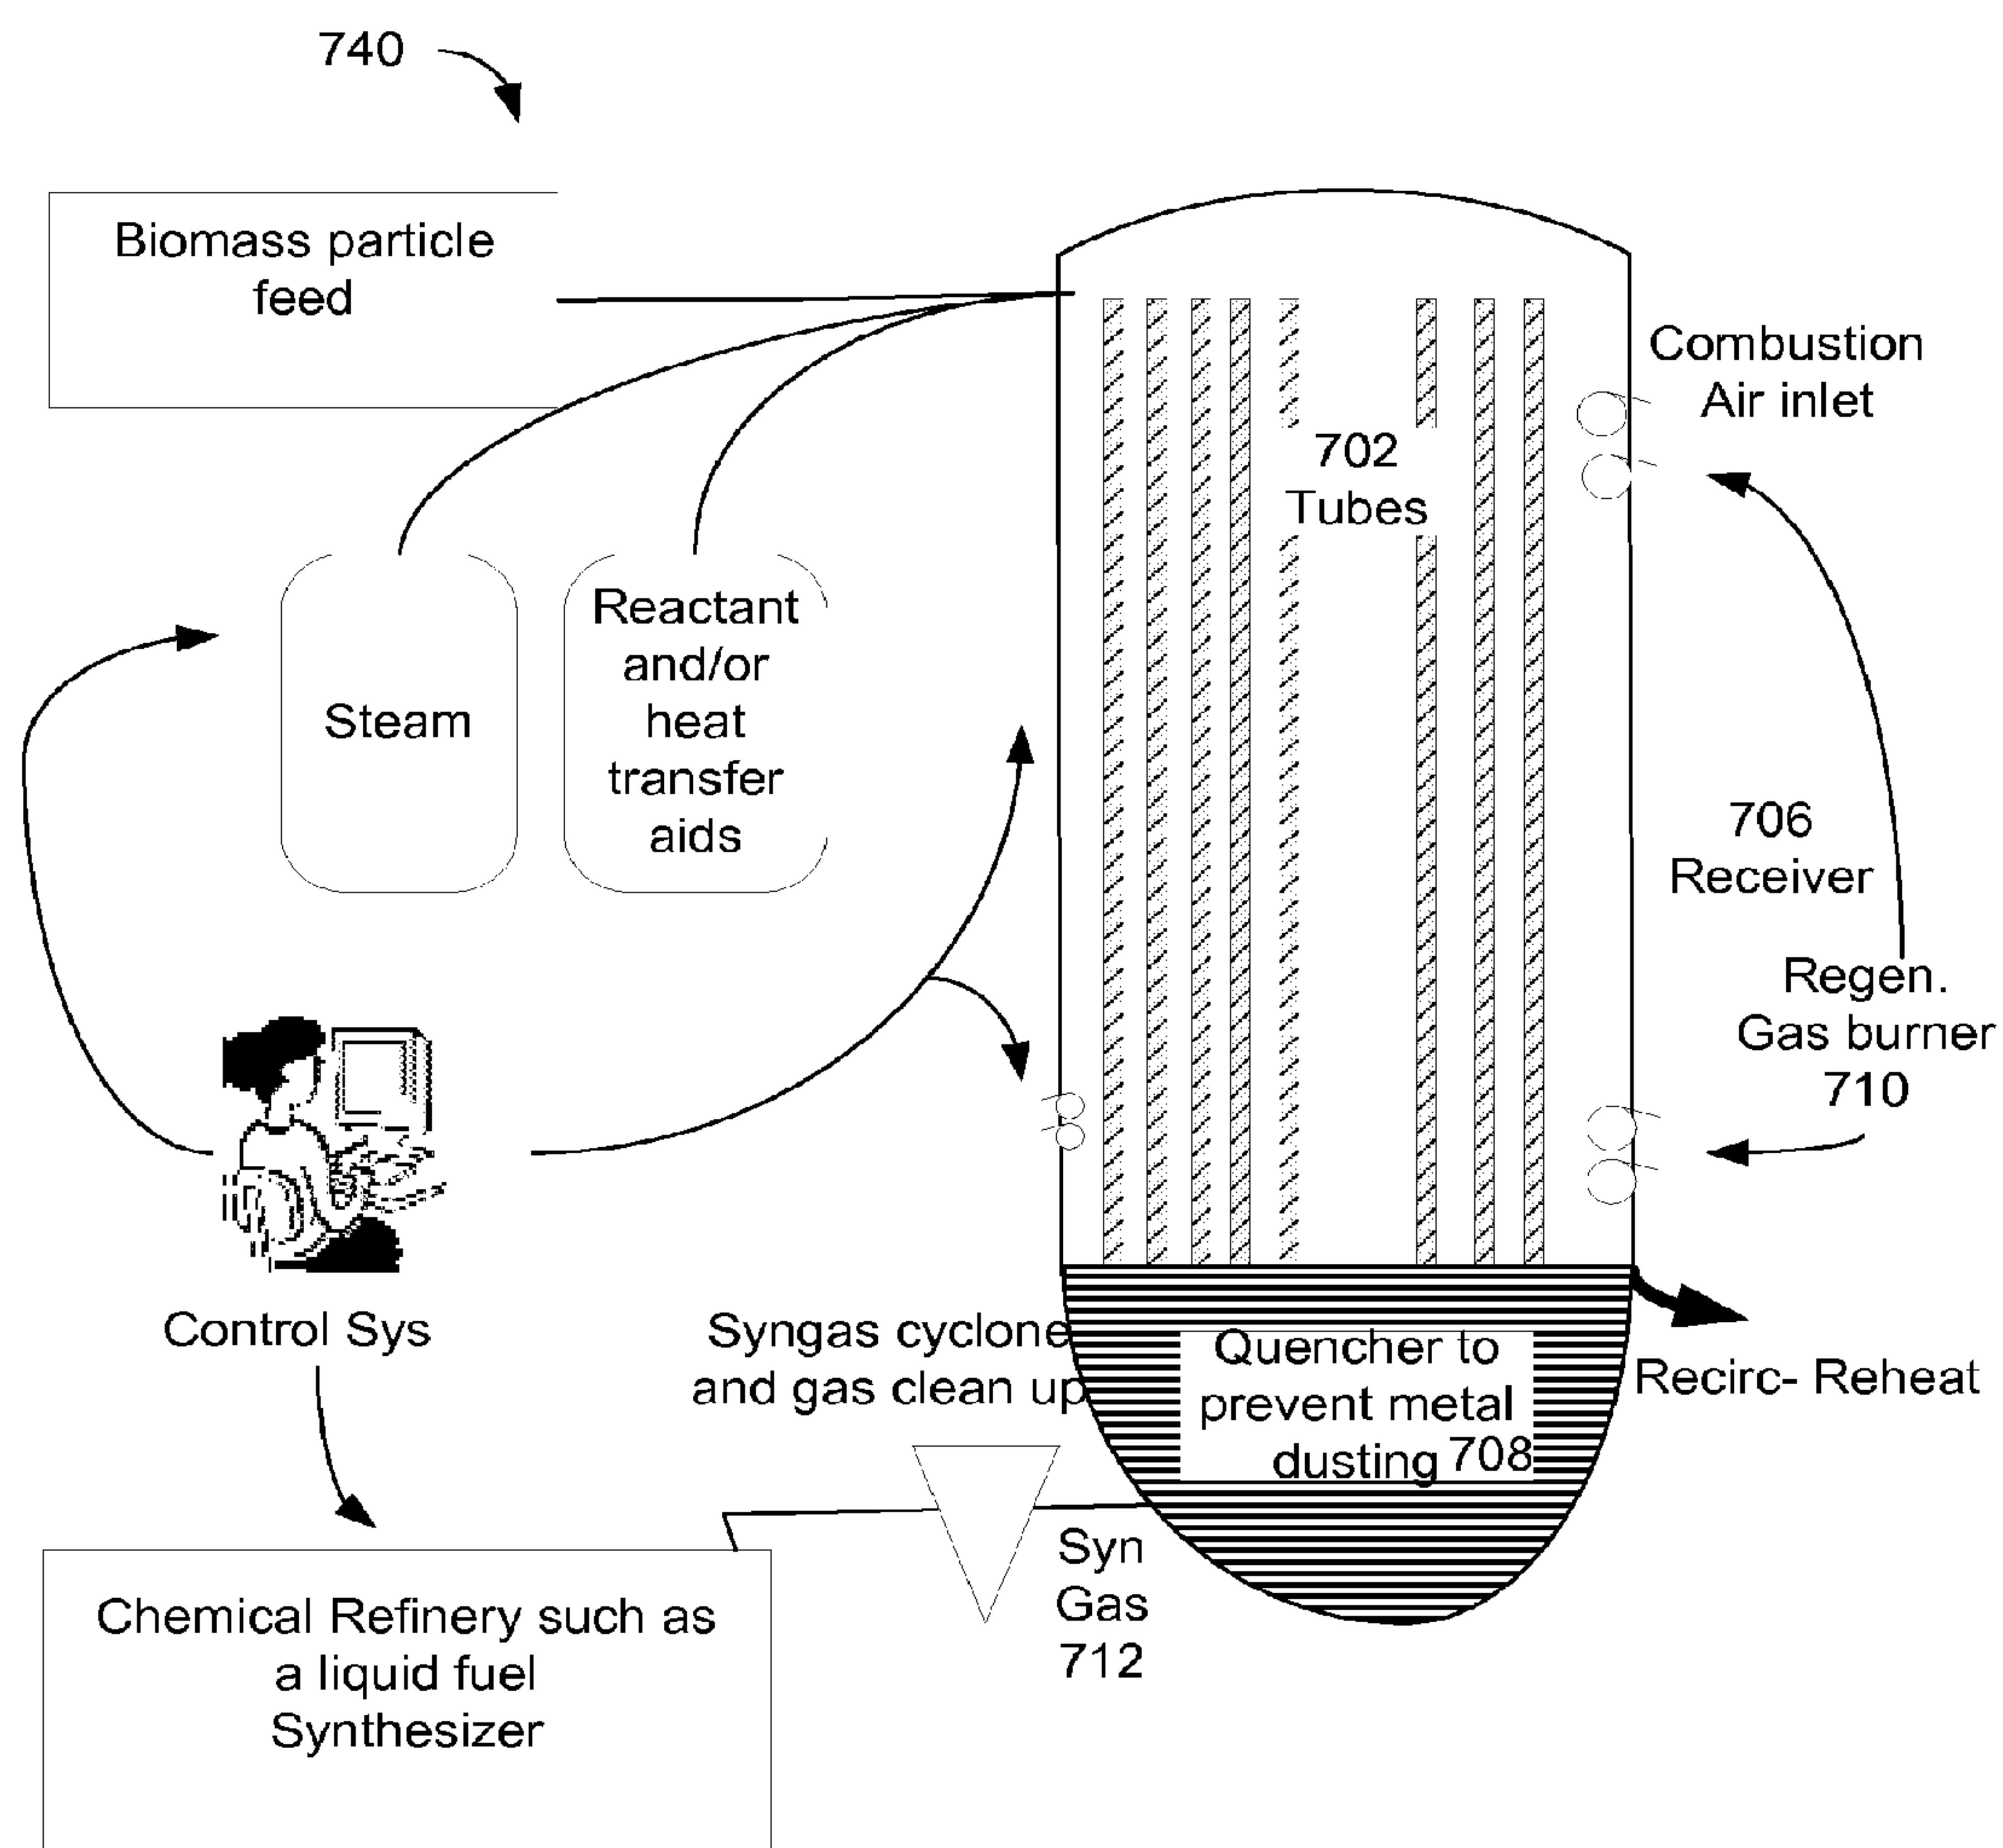 740
Biomass particle
feed
Combustion
Air inlet
702
Tubes
Reactant
and/or
heat
transfer
aids
Steam
706
Receiver
Regen.
Gas burner
710
Control Sys
Syngas cyclone
and gas clean up
Quencher to
prevent metal
dusting 708
Recirc- Reheat
Syn
Gas
712
Chemical Refinery such as
a liquid fuel
Synthesizer